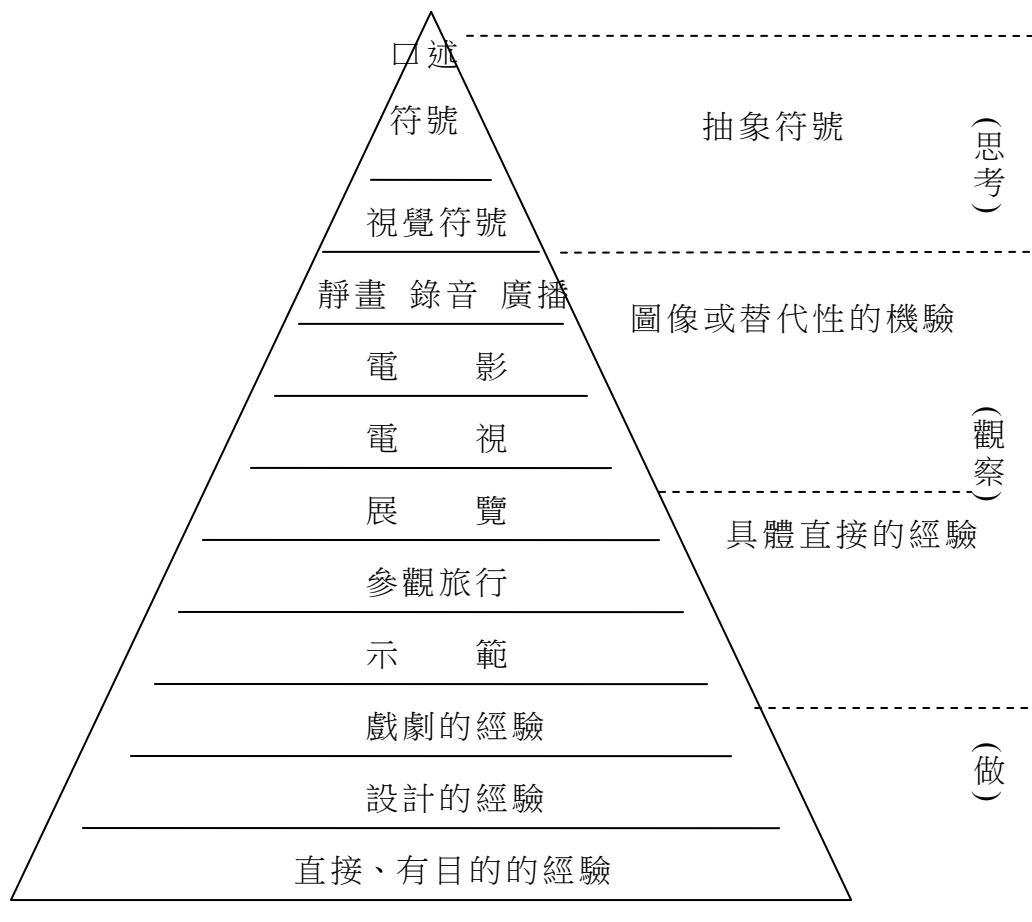 口述
符號
抽象符號
(思考)
視覺符號
靜畫 錄音 廣播
圖像或替代性的機驗
電 影
(觀察)
電 視
展 覽
具體直接的經驗
參觀旅行
示 範
戲劇的經驗
(做)
設計的經驗
直接、有目的的經驗